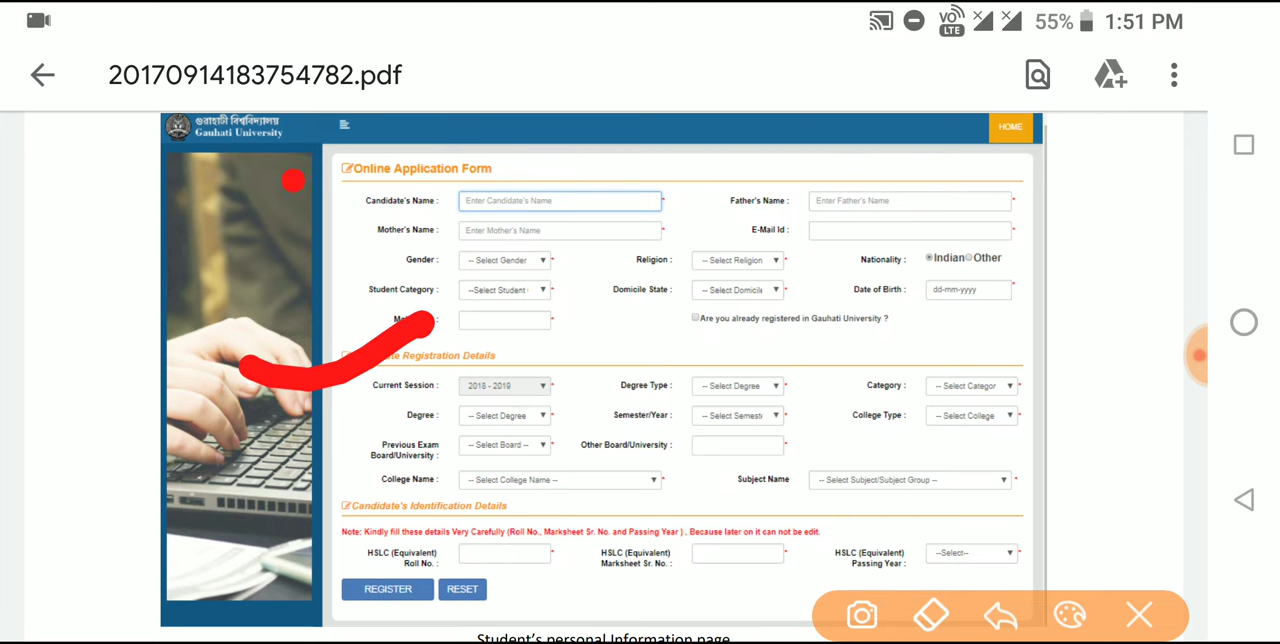 VO LTE 55% 1:51 PM
20170914183754782.pdf
গুৱাহাটী বিশ্ববিদ্যালয়
Gauhati University
HOME
Online Application Form
Candidate's Name : Enter Candidate's Name * Father's Name : Enter Father's Name *
Mother's Name : Enter Mother's Name * E-Mail Id : *
Gender : -- Select Gender * Religion : -- Select Religion * Nationality : Indian Other
Student Category : --Select Student * Domicile State : -- Select Domicile * Date of Birth : dd-mm-yyyy *
: * Are you already registered in Gauhati University ?
Registration Details
Current Session : 2018 - 2019 * Degree Type : -- Select Degree * Category : -- Select Categor *
Degree : -- Select Degree * Semester/Year : -- Select Semest * College Type : -- Select College *
Previous Exam Board/University : -- Select Board -- * Other Board/University : *
College Name : -- Select College Name -- * Subject Name -- Select Subject/Subject Group -- *
Candidate's Identification Details
Note: Kindly fill these details Very Carefully (Roll No., Marksheet Sr. No. and Passing Year ) , Because later on it can not be edit.
HSLC (Equivalent) Roll No. : * HSLC (Equivalent) Marksheet Sr. No. : * HSLC (Equivalent) Passing Year : --Select-- *
REGISTER RESET
Student's personal Information page